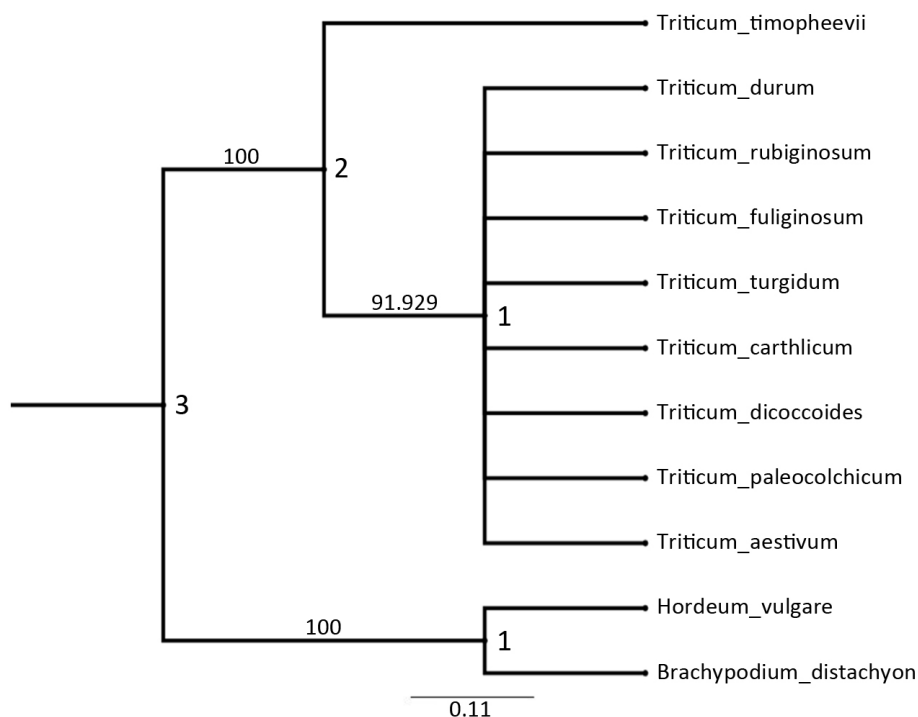 Triticum_timopheevii
Triticum_durum
100
Triticum_rubiginosum
2
Triticum_fuliginosum
Triticum_turgidum
91.929
1
Triticum_carthlicum
3
Triticum_dicoccoides
Triticum_paleocolchicum
Triticum_aestivum
Hordeum_vulgare
100
1
Brachypodium_distachyon
0.11